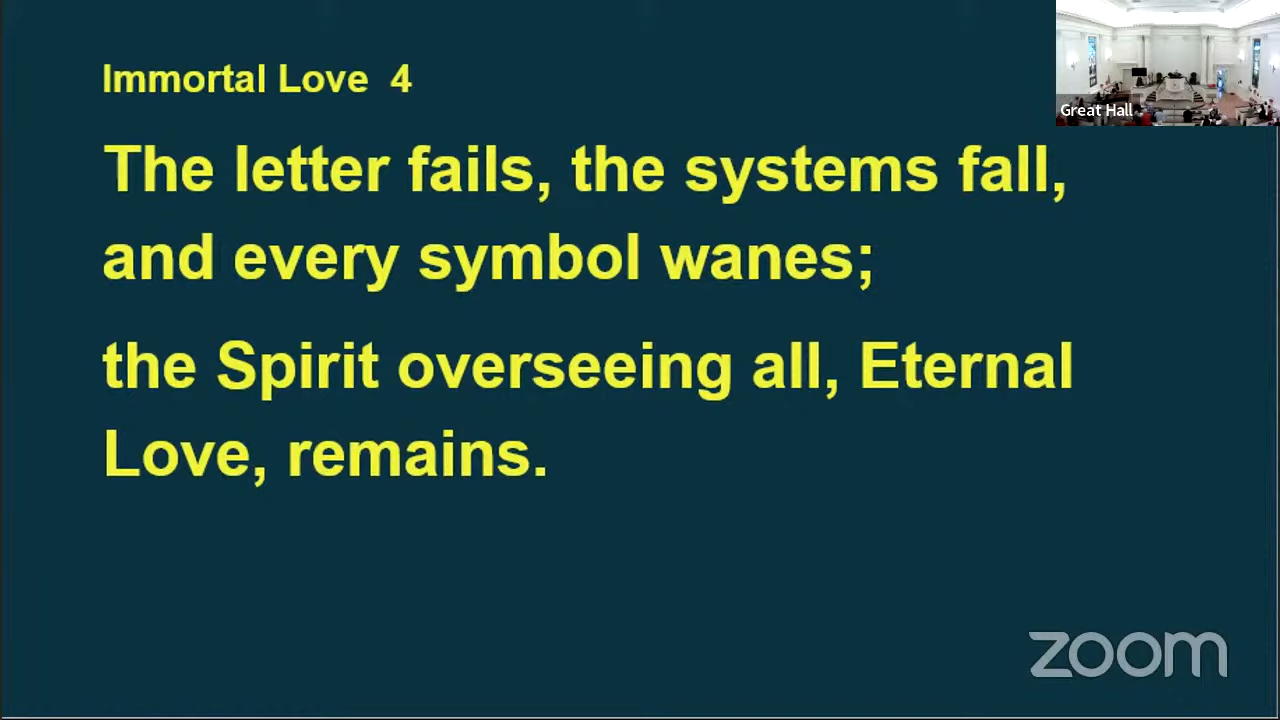 Immortal Love 4
Great Hall
The letter fails, the systems fall,
and every symbol wanes;
the Spirit overseeing all, Eternal
Love, remains.
zoom